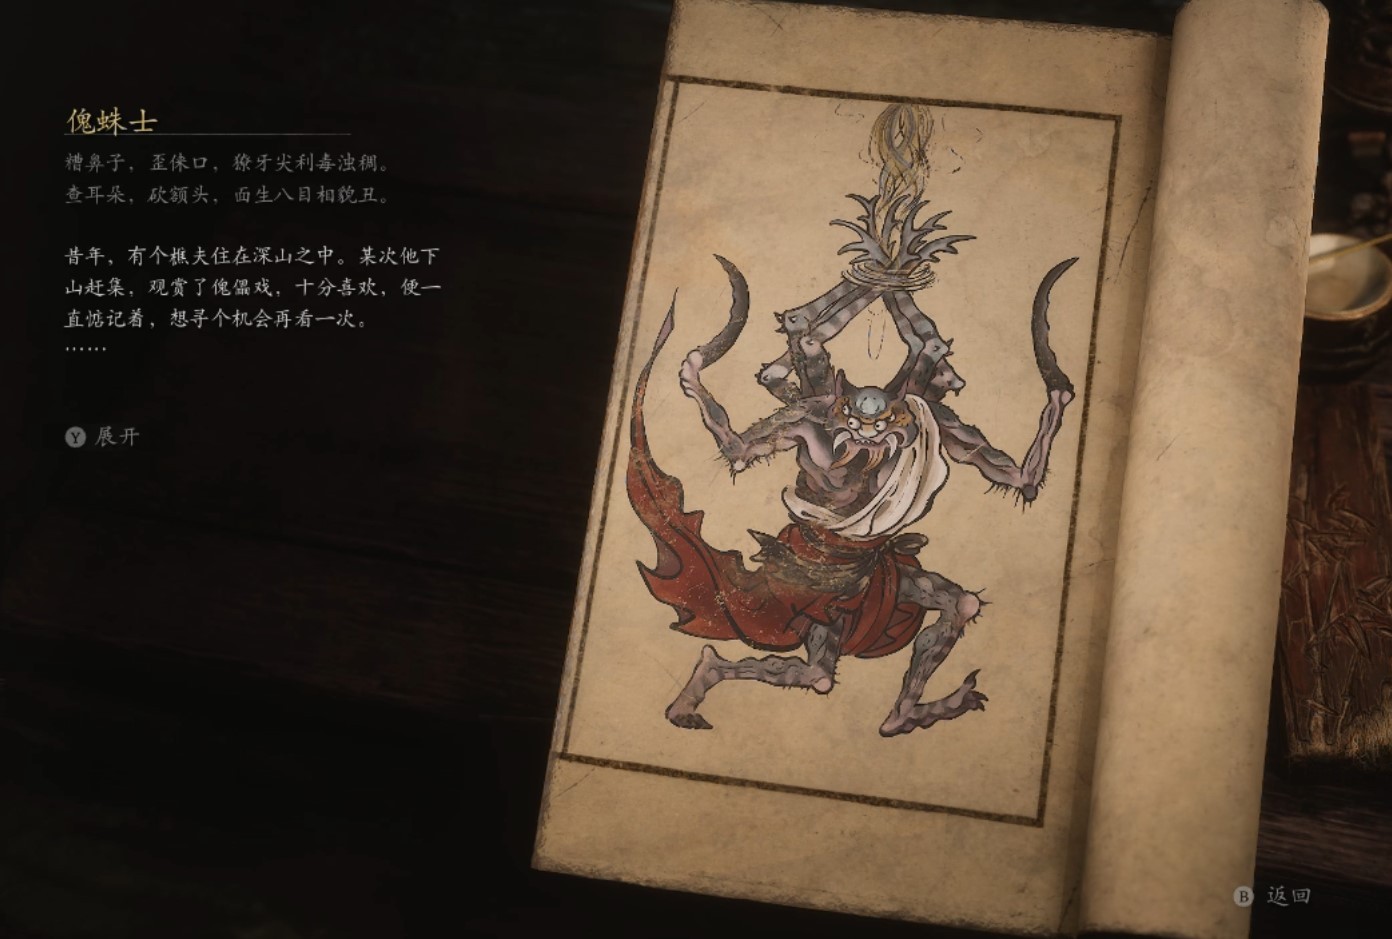 傀蛛士
糟鼻子，歪俫口，獠牙尖利毒浊稠。
查耳朵，砍额头，面生八目相貌丑。
昔年，有个樵夫住在深山之中。某次他下
山赶集，观赏了傀儡戏，十分喜欢，便一
直惦记着，想寻个机会再看一次。
……
Y 展开
B 返回